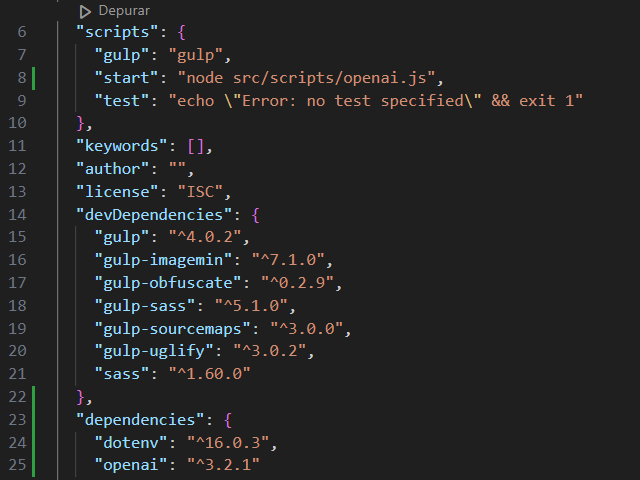 Depurar
6 "scripts": {
7 "gulp": "gulp",
8 "start": "node src/scripts/openai.js",
9 "test": "echo \"Error: no test specified\" && exit 1"
10 },
11 "keywords": [],
12 "author": "",
13 "license": "ISC",
14 "devDependencies": {
15 "gulp": "^4.0.2",
16 "gulp-imagemin": "^7.1.0",
17 "gulp-obfuscate": "^0.2.9",
18 "gulp-sass": "^5.1.0",
19 "gulp-sourcemaps": "^3.0.0",
20 "gulp-uglify": "^3.0.2",
21 "sass": "^1.60.0"
22 },
23 "dependencies": {
24 "dotenv": "^16.0.3",
25 "openai": "^3.2.1"